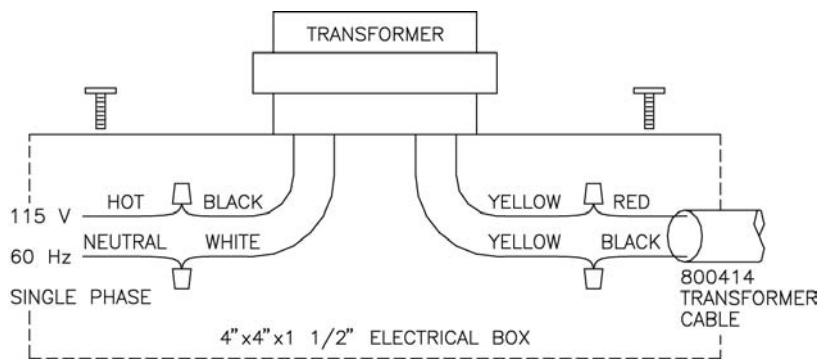 TRANSFORMER
HOT BLACK YELLOW RED
115 V
NEUTRAL WHITE YELLOW BLACK
60 Hz
SINGLE PHASE
800414
TRANSFORMER
CABLE
4"x4"x1 1/2" ELECTRICAL BOX